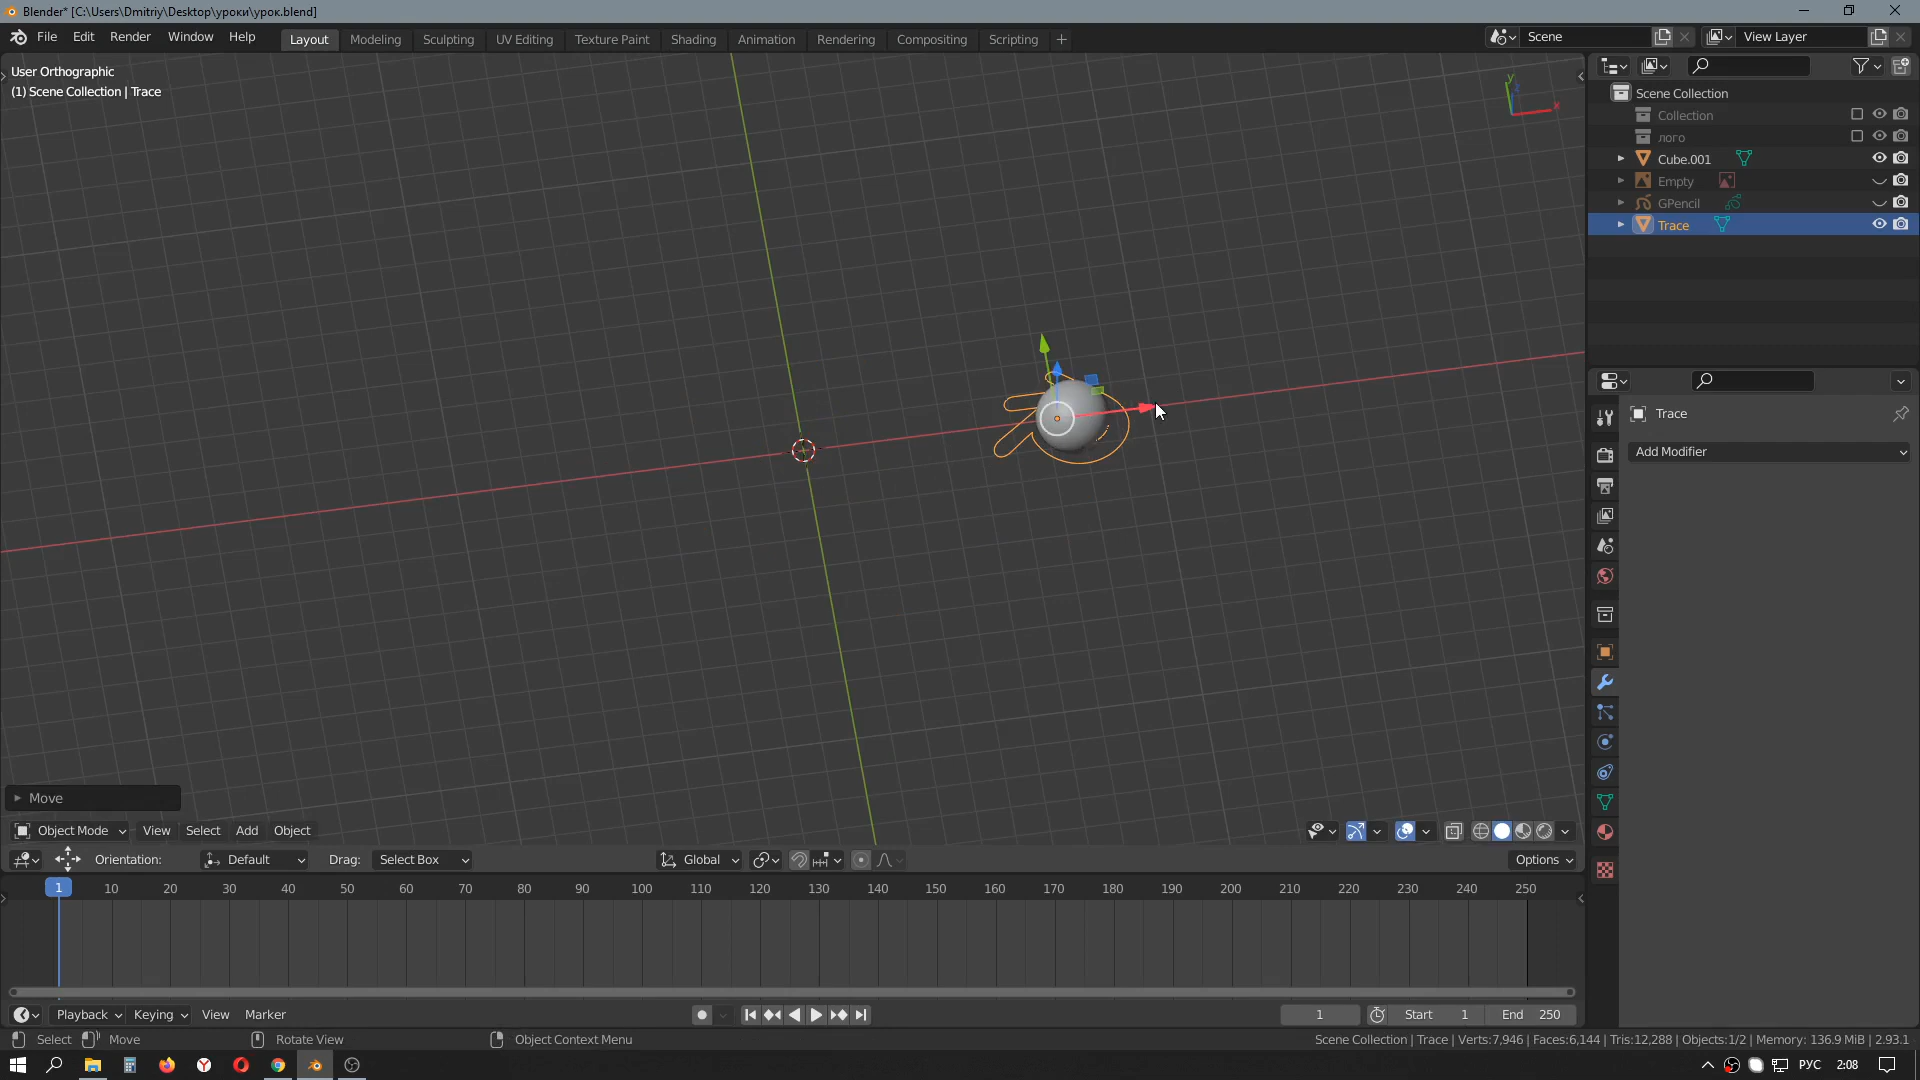 Blender* [C:\Users\Dmitriy\Desktop\уроки\урок.blend]
File Edit Render Window Help Layout Modeling Sculpting UV Editing Texture Paint Shading Animation Rendering Compositing Scripting + Scene View Layer
User Orthographic
(1) Scene Collection | Trace
y
z
x
Scene Collection
Collection
лого
Cube.001
Empty
GPencil
Trace
Trace
Add Modifier
Move
Object Mode View Select Add Object
Orientation: Default Drag: Select Box Global Options
1 10 20 30 40 50 60 70 80 90 100 110 120 130 140 150 160 170 180 190 200 210 220 230 240 250
Playback Keying View Marker 1 Start 1 End 250
Select Move Rotate View Object Context Menu Scene Collection | Trace | Verts:7,946 | Faces:6,144 | Tris:12,288 | Objects:1/2 | Memory: 136.9 MiB | 2.93.1
РУС 2:08